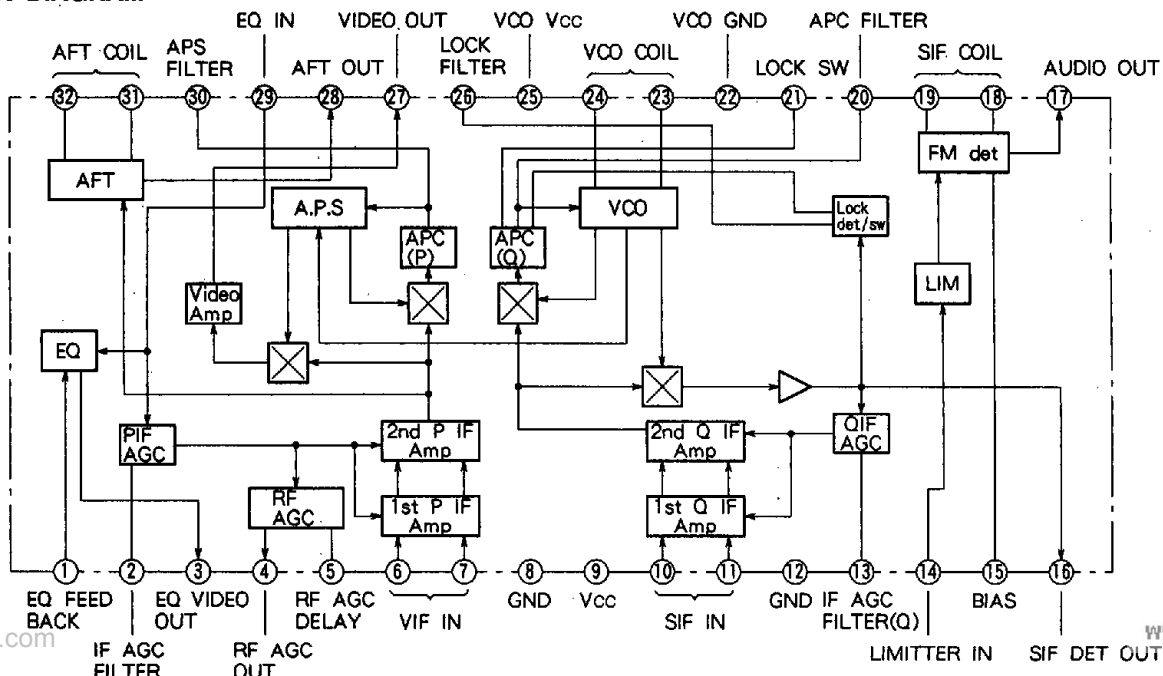 EQ IN VIDEO OUT VCO Vcc VCO GND APC FILTER
AFT COIL APS FILTER AFT OUT LOCK FILTER VCO COIL LOCK SW SIF COIL AUDIO OUT
32 31 30 29 28 27 26 25 24 23 22 21 20 19 18 17
AFT
A.P.S
APC (P)
APC (Q)
VCO
Lock det/sw
FM det
Video Amp
LIM
EQ
PIF AGC
2nd P IF Amp
2nd Q IF Amp
QIF AGC
RF AGC
1st P IF Amp
1st Q IF Amp
1 2 3 4 5 6 7 8 9 10 11 12 13 14 15 16
EQ FEED BACK
EQ VIDEO OUT
RF AGC DELAY
VIF IN
GND
Vcc
SIF IN
GND
IF AGC FILTER(Q)
BIAS
.com
IF AGC FILTER
RF AGC OUT
LIMITTER IN
SIF DET OUT